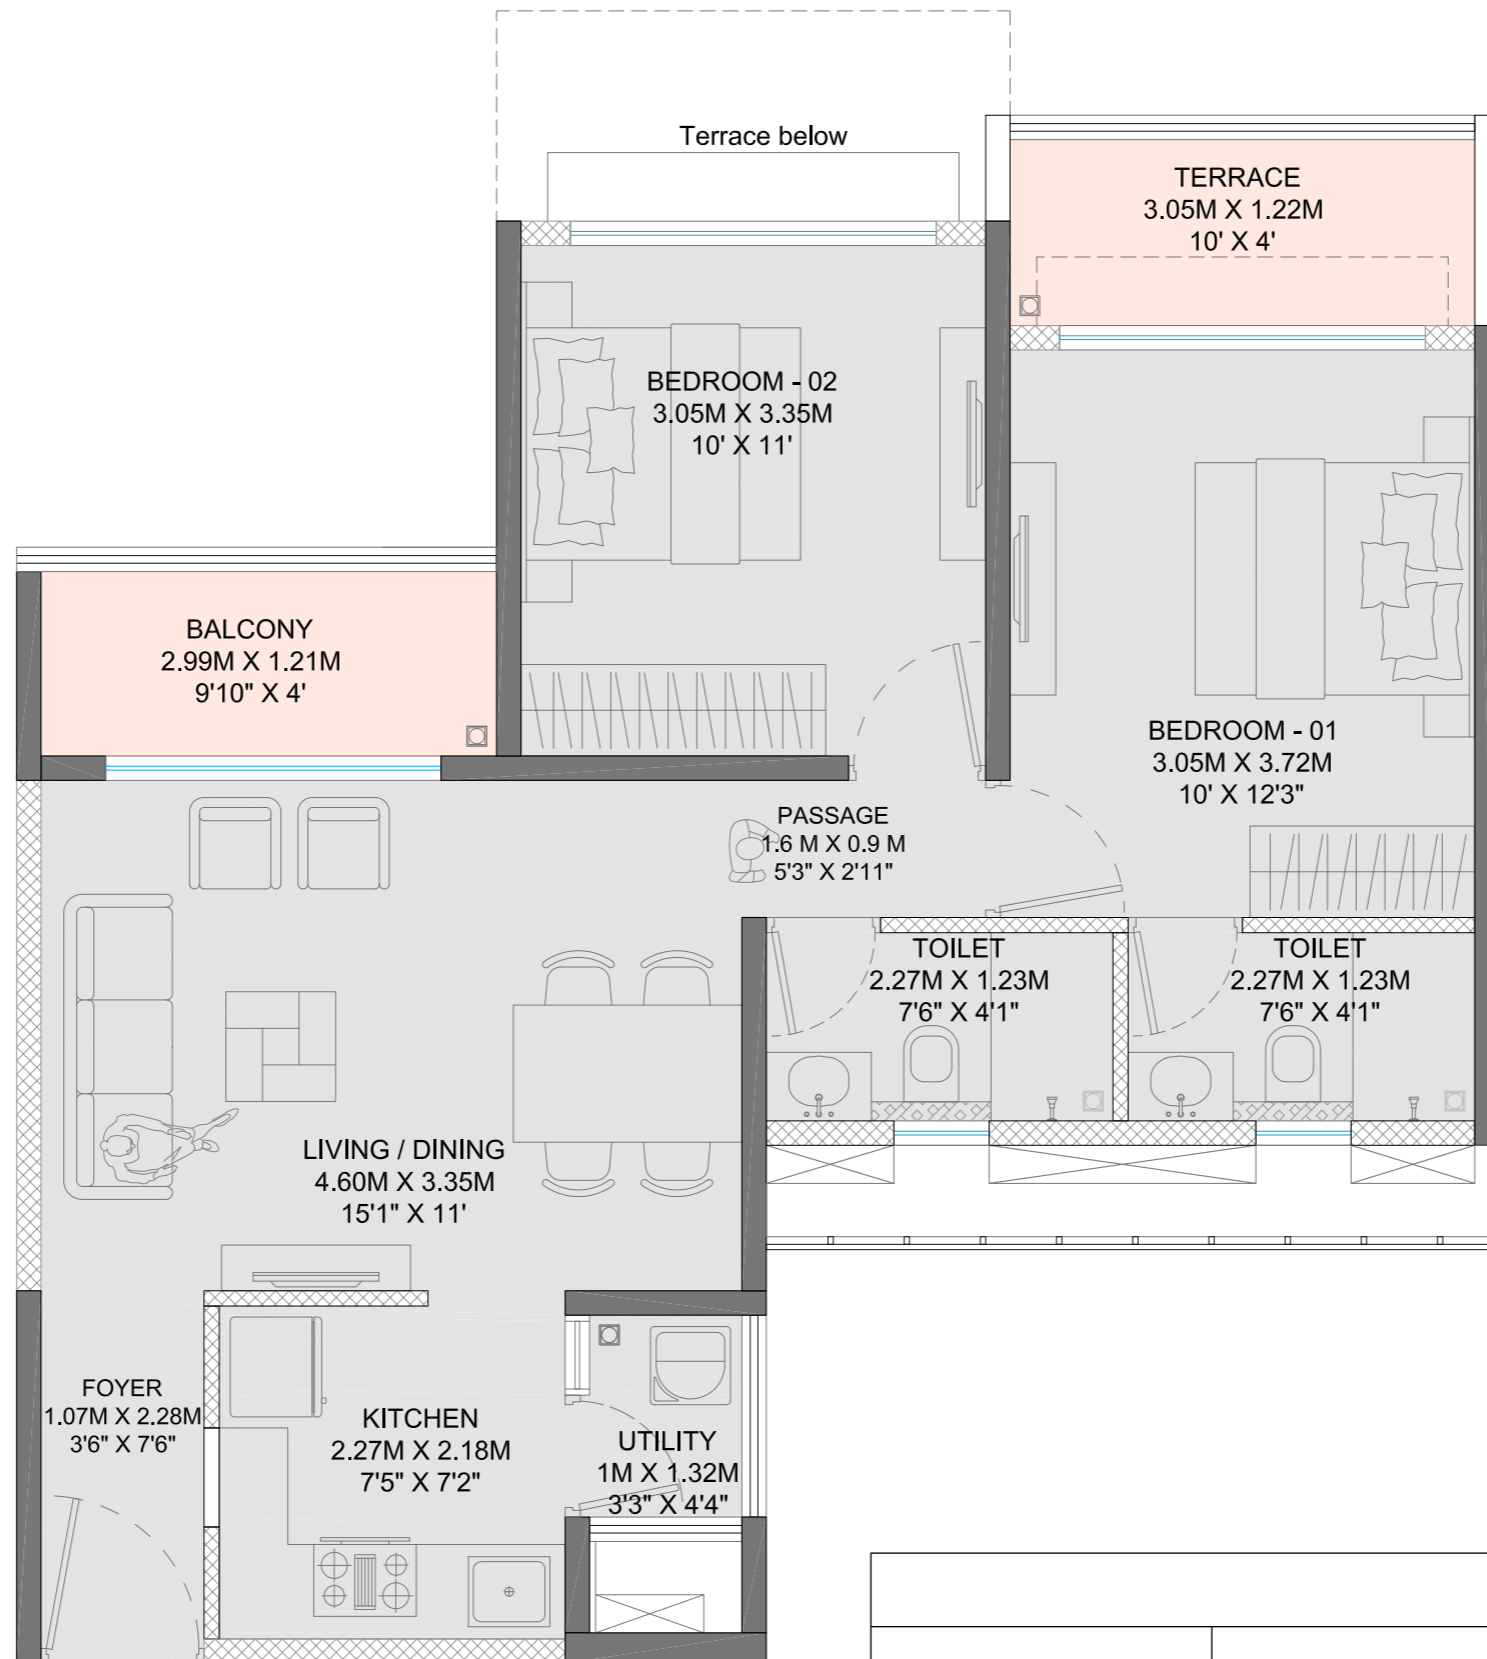 Terrace below
TERRACE
3.05M X 1.22M
10' X 4'
BEDROOM - 02
3.05M X 3.35M
10' X 11'
BALCONY
2.99M X 1.21M
9'10" X 4'
BEDROOM - 01
3.05M X 3.72M
10' X 12'3"
PASSAGE
1.6 M X 0.9 M
5'3" X 2'11"
TOILET
2.27M X 1.23M
7'6" X 4'1"
TOILET
2.27M X 1.23M
7'6" X 4'1"
LIVING / DINING
4.60M X 3.35M
15'1" X 11'
FOYER
1.07M X 2.28M
3'6" X 7'6"
KITCHEN
2.27M X 2.18M
7'5" X 7'2"
UTILITY
1M X 1.32M
3'3" X 4'4"